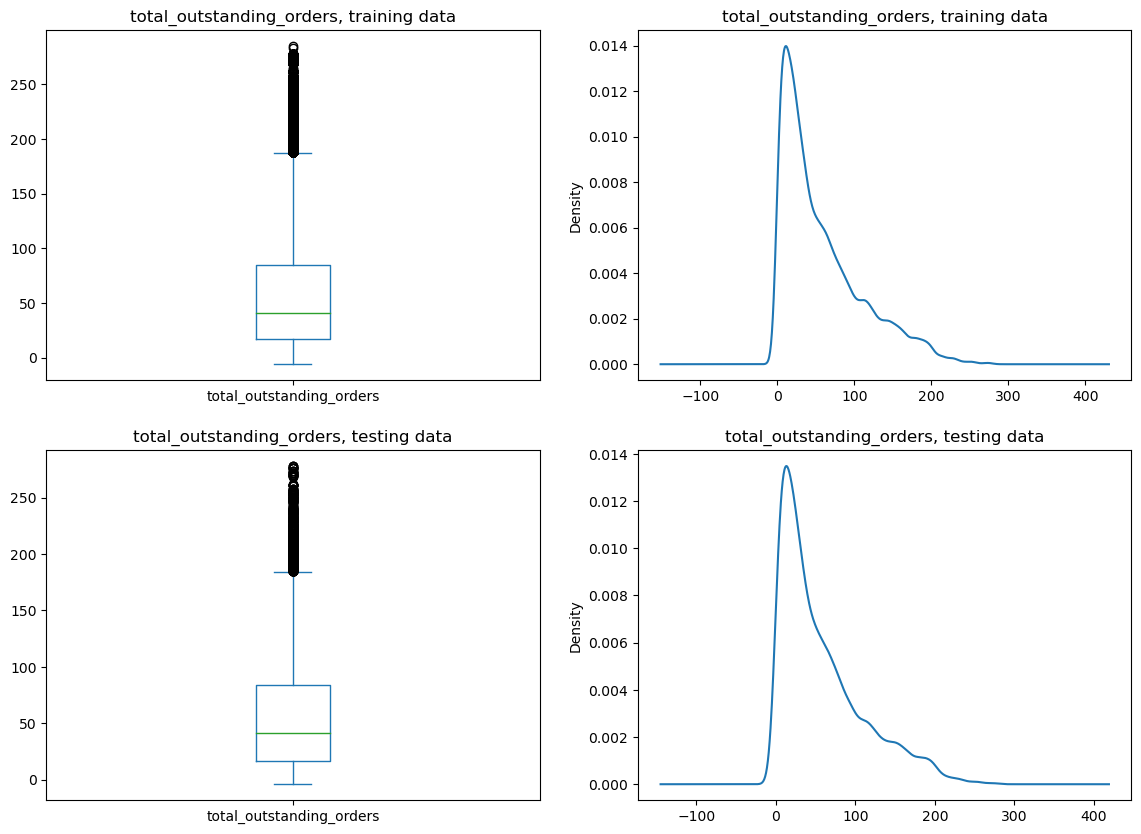 total_outstanding_orders, training data
250
200
150
100
50
0
total_outstanding_orders
total_outstanding_orders, training data
Density
0.014
0.012
0.010
0.008
0.006
0.004
0.002
0.000
−100 0 100 200 300 400
total_outstanding_orders, testing data
250
200
150
100
50
0
total_outstanding_orders
total_outstanding_orders, testing data
Density
0.014
0.012
0.010
0.008
0.006
0.004
0.002
0.000
−100 0 100 200 300 400